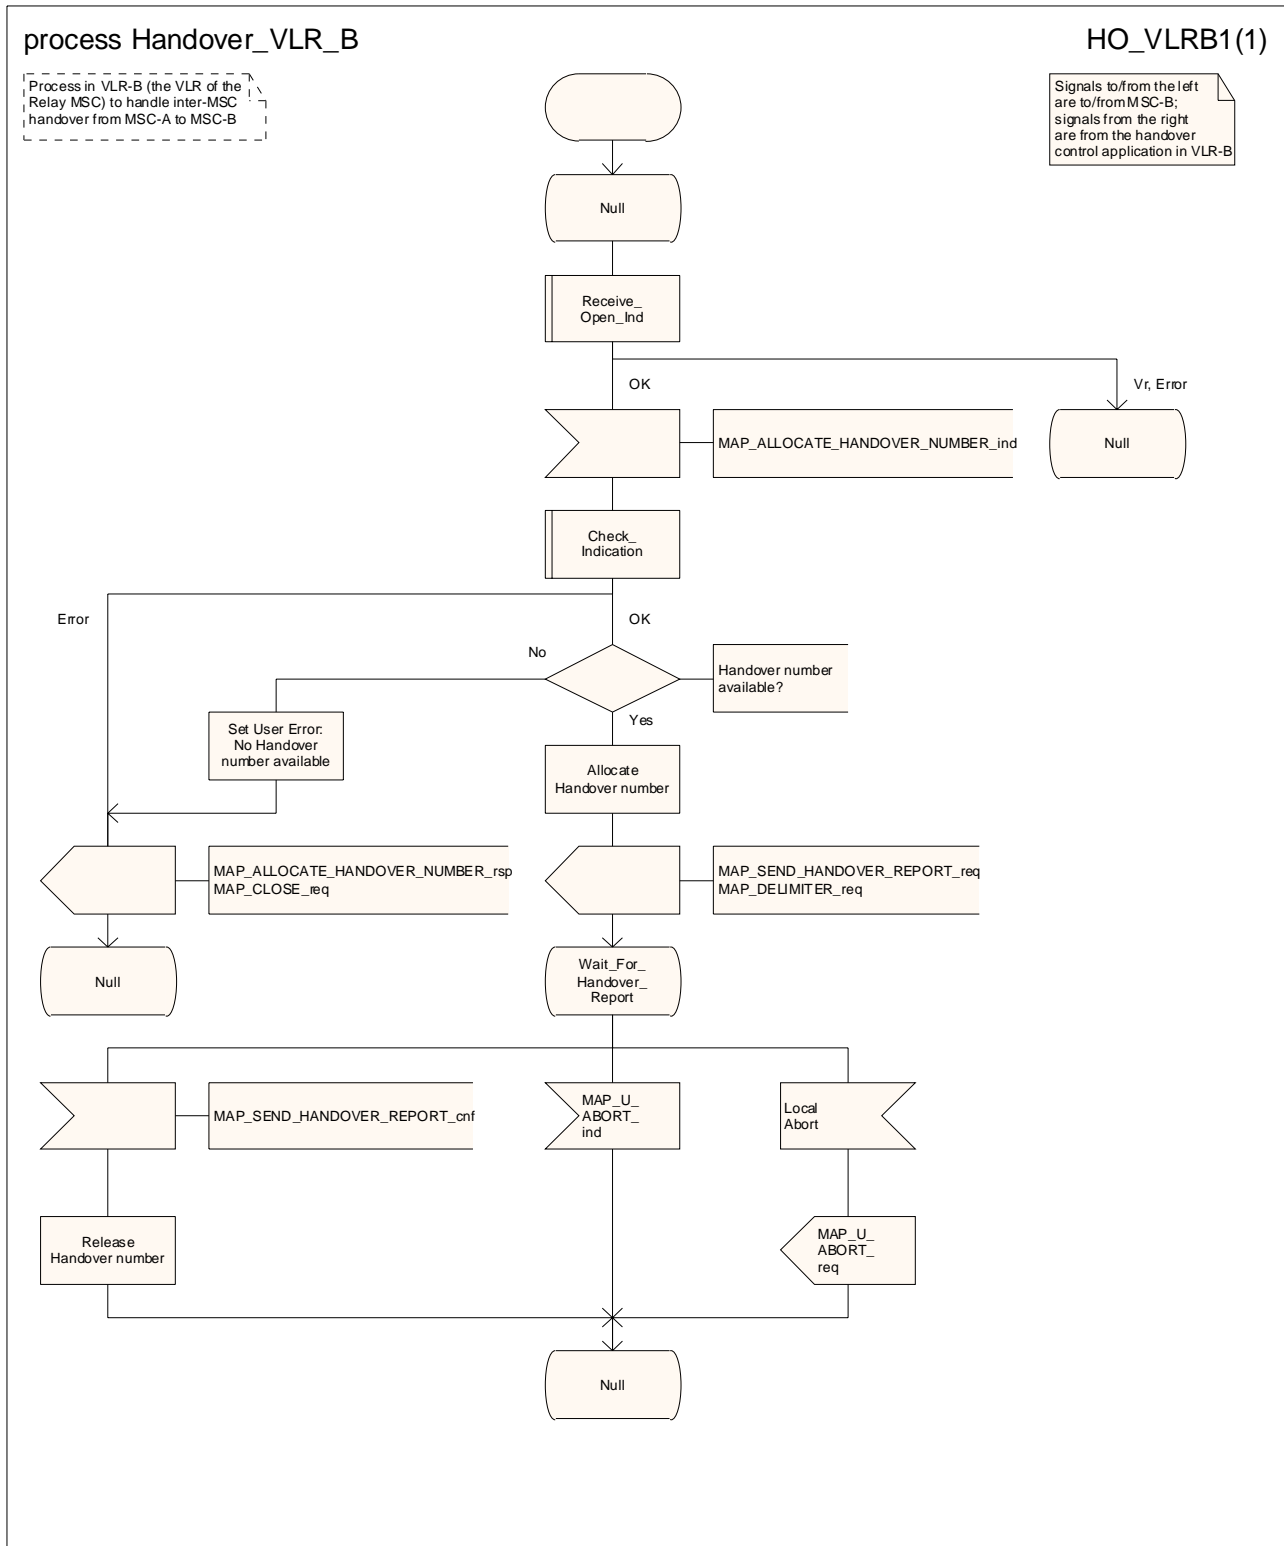 process Handover_VLR_B
HO_VLRB1(1)
Process in VLR-B (the VLR of the
Relay MSC) to handle inter-MSC
handover from MSC-A to MSC-B
Signals to/from the left
are to/from MSC-B;
signals from the right
are from the handover
control application in VLR-B
Null
Receive_
Open_Ind
OK
Vr, Error
MAP_ALLOCATE_HANDOVER_NUMBER_ind
Null
Check_
Indication
Error
OK
No
Handover number
available?
Yes
Set User Error:
No Handover
number available
Allocate
Handover number
MAP_ALLOCATE_HANDOVER_NUMBER_rsp
MAP_CLOSE_req
MAP_SEND_HANDOVER_REPORT_req
MAP_DELIMITER_req
Null
Wait_For_
Handover_
Report
MAP_SEND_HANDOVER_REPORT_cnf
MAP_U_
ABORT_
ind
Local
Abort
Release
Handover number
MAP_U_
ABORT_
req
Null